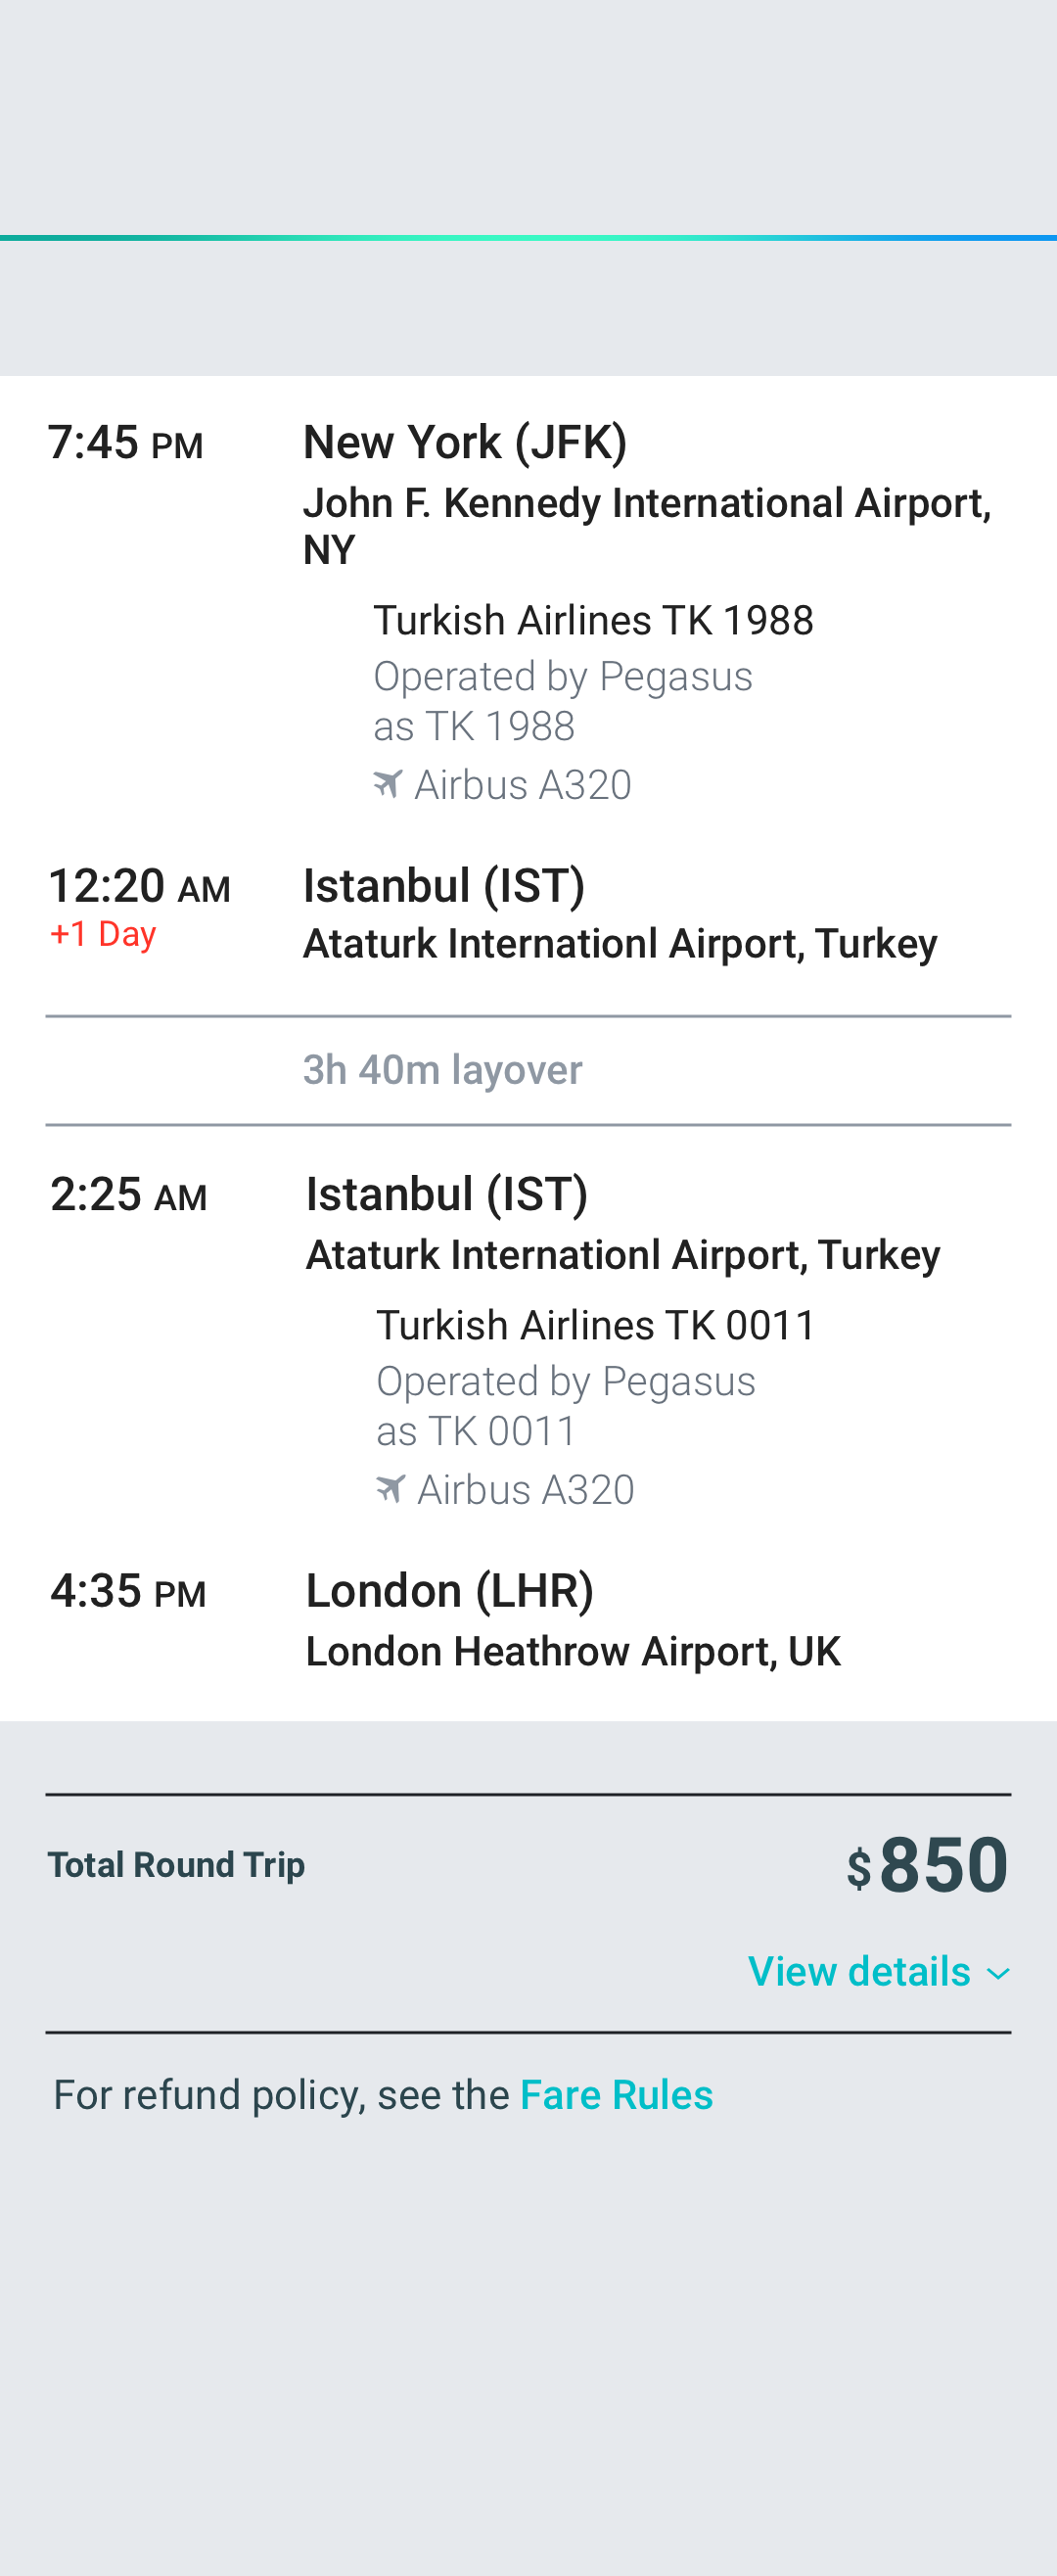 7:45 PM
New York (JFK)
John F. Kennedy International Airport,
NY
Turkish Airlines TK 1988
Operated by Pegasus
as TK 1988
Airbus A320
12:20 AM
Istanbul (IST)
+1 Day
Ataturk Internationl Airport, Turkey
3h 40m layover
2:25 AM
Istanbul (IST)
Ataturk Internationl Airport, Turkey
Turkish Airlines TK 0011
Operated by Pegasus
as TK 0011
Airbus A320
4:35 PM
London (LHR)
London Heathrow Airport, UK
Total Round Trip
$850
View details
For refund policy, see the Fare Rules